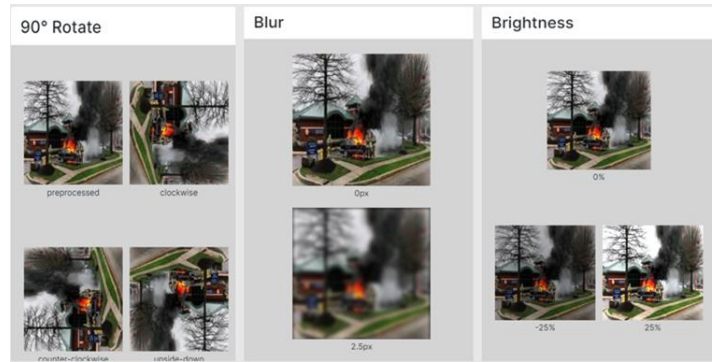 90° Rotate
preprocessed
clockwise
counter-clockwise
upside-down
Blur
0px
2.5px
Brightness
0%
-25%
25%